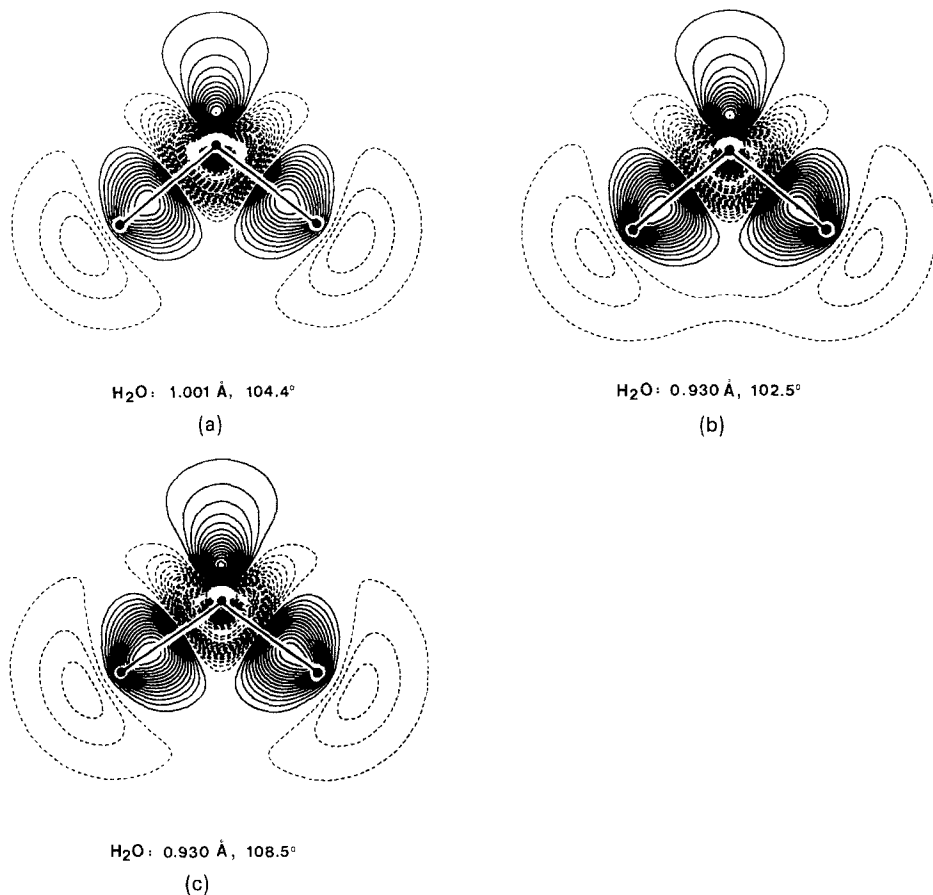 H₂O: 1.001 Å, 104.4°
(a)
H₂O: 0.930 Å, 102.5°
(b)
H₂O: 0.930 Å, 108.5°
(c)